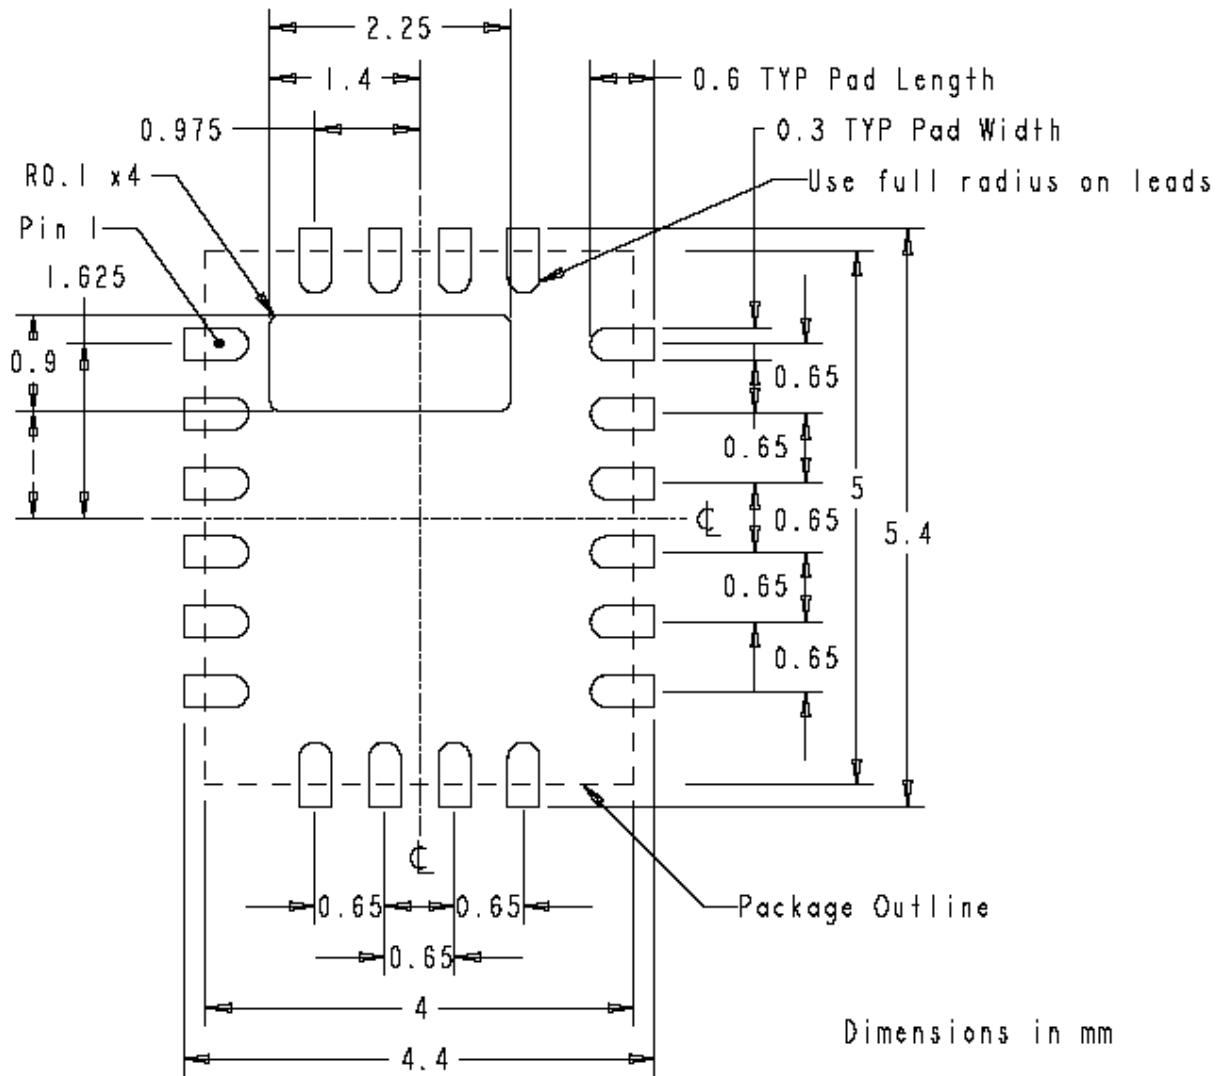 2.25
1.4
0.6 TYP Pad Length
0.975
0.3 TYP Pad Width
R0.1 x4
Use full radius on leads
Pin 1
1.625
0.9
0.65
0.65
5
0.65
5.4
0.65
0.65
0.65
0.65
Package Outline
0.65
4
Dimensions in mm
4.4